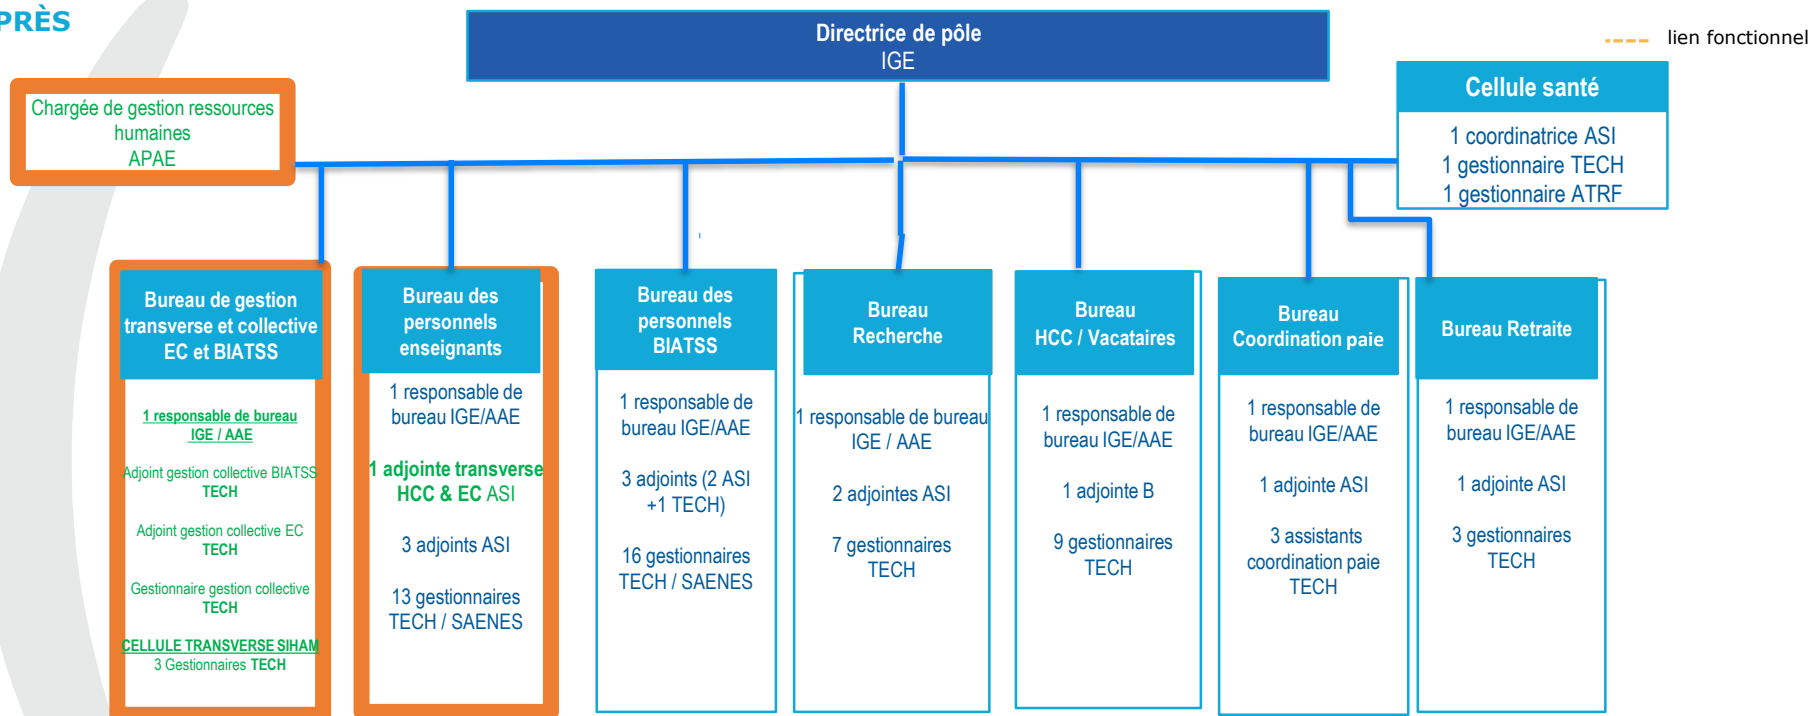 PRÈS
Directrice de pôle
IGE
lien fonctionnel
Chargée de gestion ressources
humaines
APAE
Cellule santé
1 coordinatrice ASI
1 gestionnaire TECH
1 gestionnaire ATRF
Bureau de gestion
transverse et collective
EC et BIATSS
1 responsable de bureau
IGE / AAE
Adjoint gestion collective BIATSS
TECH
Adjoint gestion collective EC
TECH
Gestionnaire gestion collective
TECH
CELLULE TRANSVERSE SIHAM
3 Gestionnaires TECH
Bureau des
personnels
enseignants
1 responsable de
bureau IGE/AAE
1 adjointe transverse
HCC & EC ASI
3 adjoints ASI
13 gestionnaires
TECH / SAENES
Bureau des
personnels
BIATSS
1 responsable de
bureau IGE/AAE
3 adjoints (2 ASI
+1 TECH)
16 gestionnaires
TECH / SAENES
Bureau
Recherche
1 responsable de bureau
IGE / AAE
2 adjointes ASI
7 gestionnaires
TECH
Bureau
HCC / Vacataires
1 responsable de
bureau IGE/AAE
1 adjointe B
9 gestionnaires
TECH
Bureau
Coordination paie
1 responsable de
bureau IGE/AAE
1 adjointe ASI
3 assistants
coordination paie
TECH
Bureau Retraite
1 responsable de
bureau IGE/AAE
1 adjointe ASI
3 gestionnaires
TECH